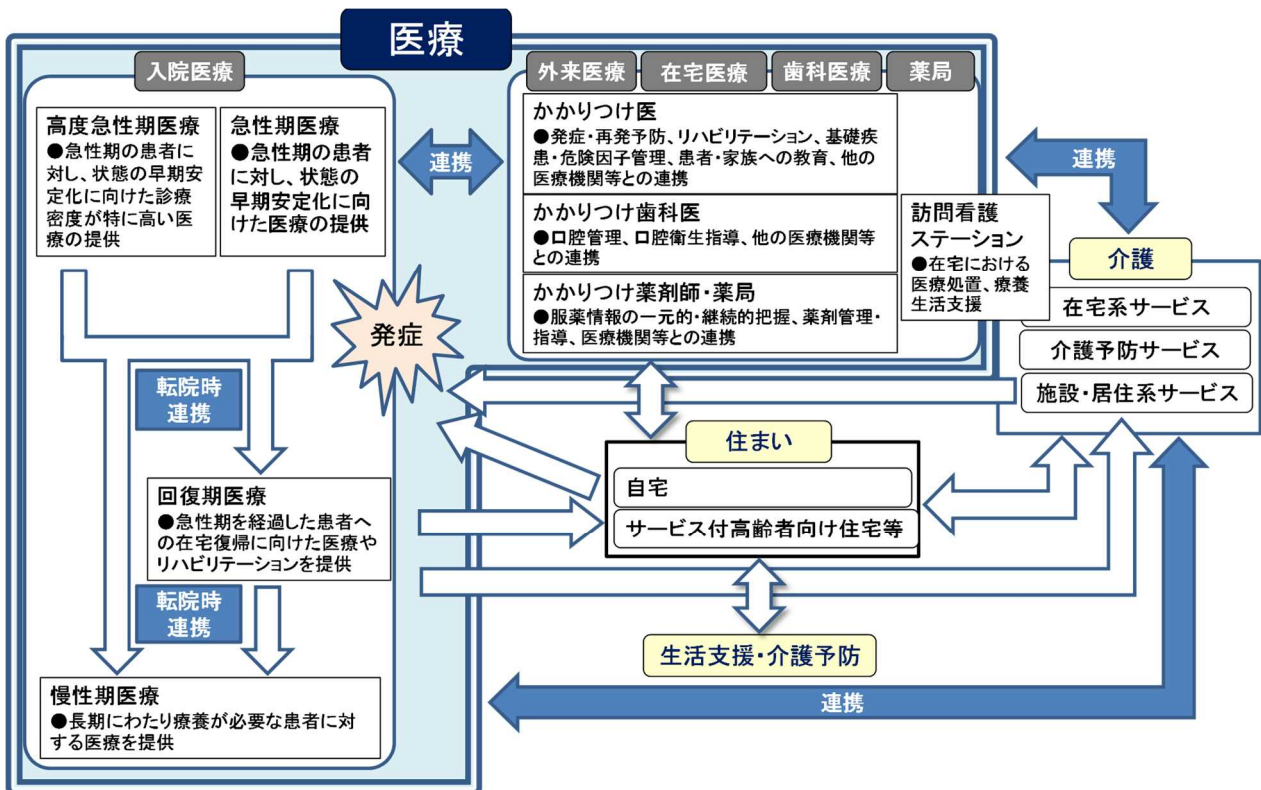 医療
入院医療
高度急性期医療
●急性期の患者に
対し、状態の早期安
定化に向けた診療
密度が特に高い医
療の提供
急性期医療
●急性期の患者
に対し、状態の
早期安定化に向
けた医療の提供
連携
外来医療
在宅医療
歯科医療
薬局
かかりつけ医
●発症・再発予防、リハビリテーション、基礎疾
患・危険因子管理、患者・家族への教育、他の
医療機関等との連携
かかりつけ歯科医
●口腔管理、口腔衛生指導、他の医療機関等
との連携
かかりつけ薬剤師・薬局
●服薬情報の一元的・継続的把握、薬剤管理・
指導、医療機関等との連携
訪問看護
ステーション
●在宅における
医療処置、療養
生活支援
連携
介護
在宅系サービス
介護予防サービス
施設・居住系サービス
発症
転院時
連携
回復期医療
●急性期を経過した患者へ
の在宅復帰に向けた医療や
リハビリテーションを提供
転院時
連携
慢性期医療
●長期にわたり療養が必要な患者に対
する医療を提供
住まい
自宅
サービス付高齢者向け住宅等
生活支援・介護予防
連携